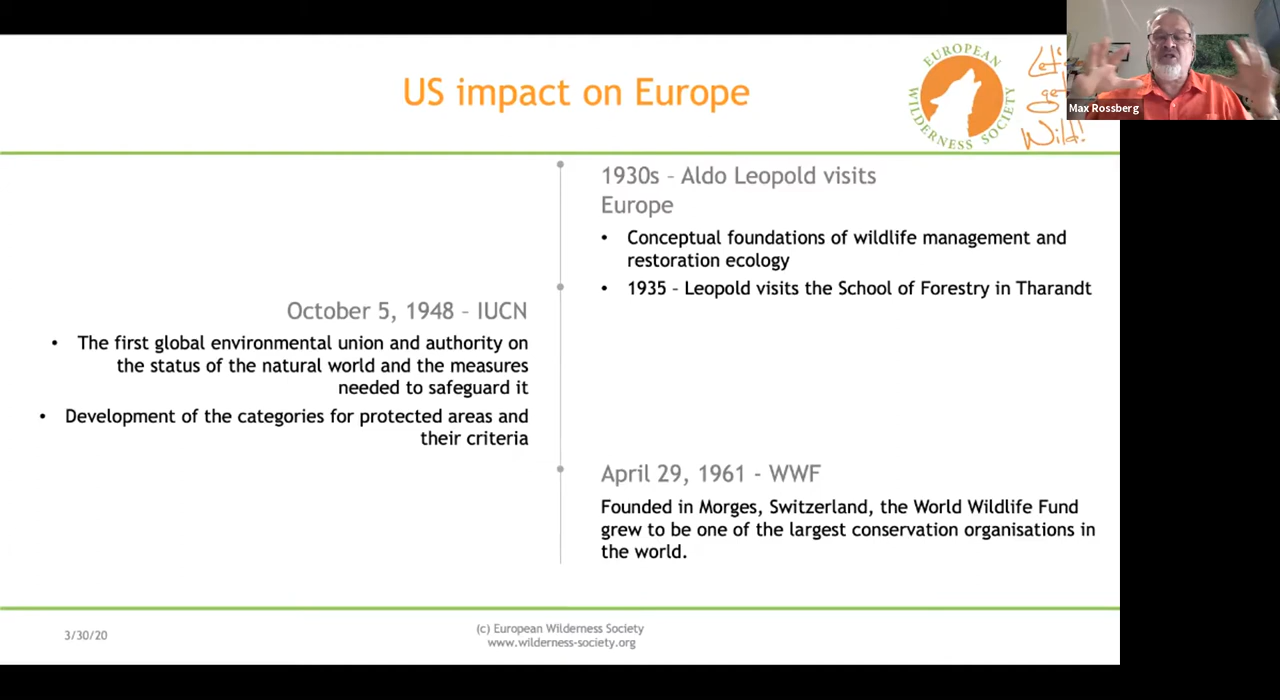 US impact on Europe
EUROPEAN
WILDERNESS SOCIETY
Let's
get
Wild!
Max Rossberg
1930s – Aldo Leopold visits
Europe
• Conceptual foundations of wildlife management and
restoration ecology
• 1935 – Leopold visits the School of Forestry in Tharandt
October 5, 1948 – IUCN
• The first global environmental union and authority on
the status of the natural world and the measures
needed to safeguard it
• Development of the categories for protected areas and
their criteria
April 29, 1961 - WWF
Founded in Morges, Switzerland, the World Wildlife Fund
grew to be one of the largest conservation organisations in
the world.
3/30/20
(c) European Wilderness Society
www.wilderness-society.org